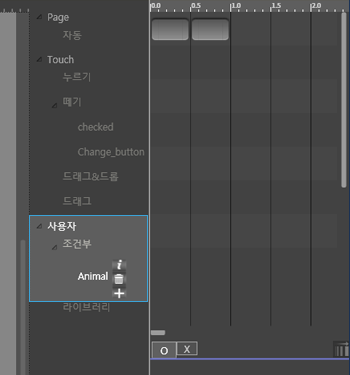 0.0 0.5 1.0 1.5 2.0
Page
자동
Touch
누르기
떼기
checked
Change_button
드래그&드롭
드래그
사용자
조건부
Animal
i
라이브러리
O X